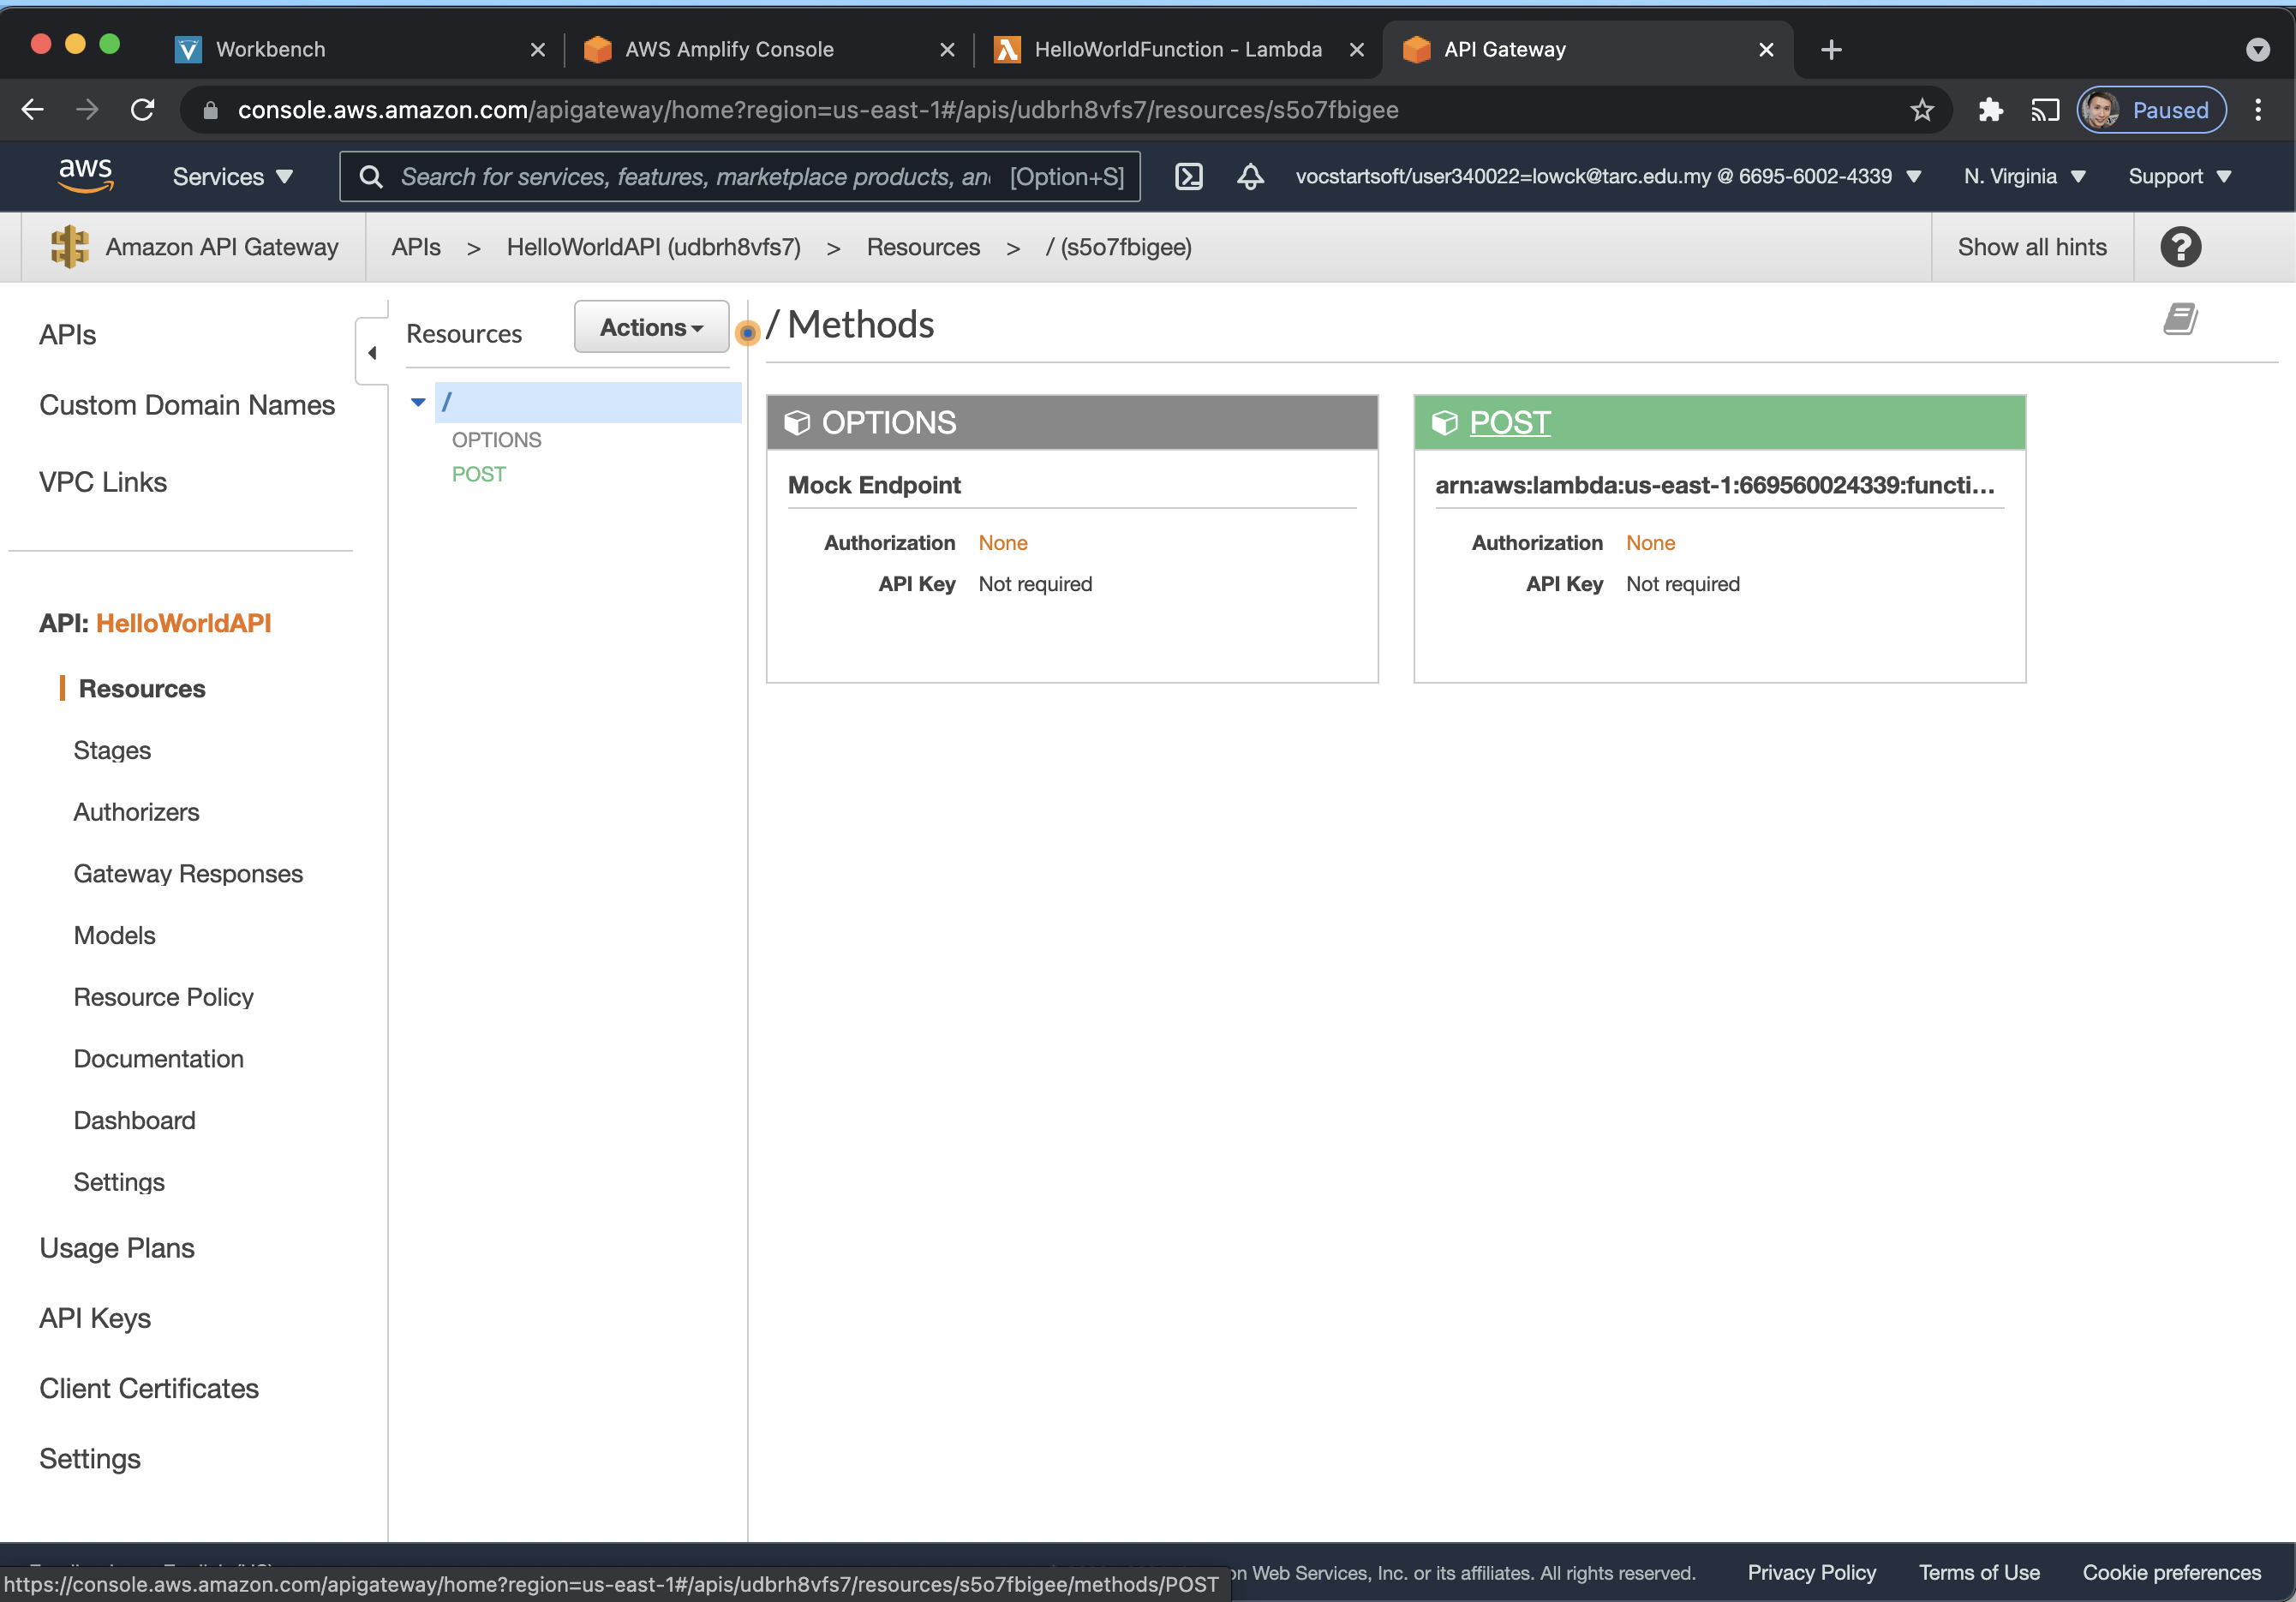 Workbench
AWS Amplify Console
HelloWorldFunction - Lambda
API Gateway
console.aws.amazon.com/apigateway/home?region=us-east-1#/apis/udbrh8vfs7/resources/s5o7fbigee
Paused
aws
Services
Search for services, features, marketplace products, an
[Option+S]
vocstartsoft/user340022=lowck@tarc.edu.my @ 6695-6002-4339
N. Virginia
Support
Amazon API Gateway
APIs > HelloWorldAPI (udbrh8vfs7) > Resources > / (s5o7fbigee)
Show all hints
APIs
Custom Domain Names
VPC Links
API: HelloWorldAPI
Resources
Stages
Authorizers
Gateway Responses
Models
Resource Policy
Documentation
Dashboard
Settings
Usage Plans
API Keys
Client Certificates
Settings
Resources
Actions
/
OPTIONS
POST
/ Methods
OPTIONS
Mock Endpoint
Authorization None
API Key Not required
POST
arn:aws:lambda:us-east-1:669560024339:functi...
Authorization None
API Key Not required
Web Services, Inc. or its affiliates. All rights reserved.
Privacy Policy
Terms of Use
Cookie preferences
https://console.aws.amazon.com/apigateway/home?region=us-east-1#/apis/udbrh8vfs7/resources/s5o7fbigee/methods/POST